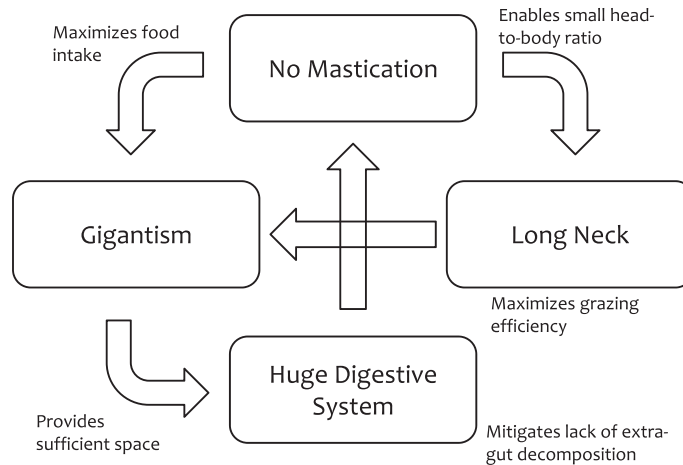 Maximizes food
intake
Enables small head-
to-body ratio
No Mastication
Gigantism
Long Neck
Maximizes grazing
efficiency
Huge Digestive
System
Provides
sufficient space
Mitigates lack of extra-
gut decomposition